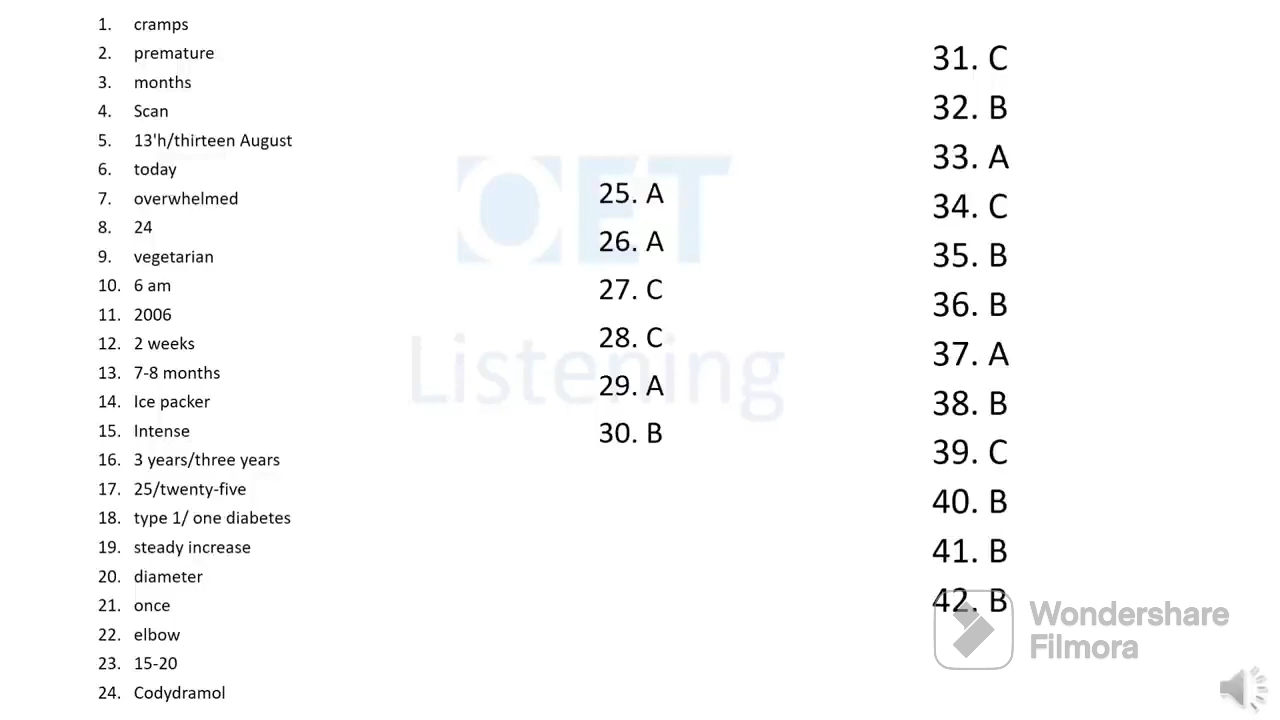 1. cramps
2. premature
3. months
4. Scan
5. 13'h/thirteen August
6. today
7. overwhelmed
8. 24
9. vegetarian
10. 6 am
11. 2006
12. 2 weeks
13. 7-8 months
14. Ice packer
15. Intense
16. 3 years/three years
17. 25/twenty-five
18. type 1/ one diabetes
19. steady increase
20. diameter
21. once
22. elbow
23. 15-20
24. Codydramol
OET
Listening
25. A
26. A
27. C
28. C
29. A
30. B
31. C
32. B
33. A
34. C
35. B
36. B
37. A
38. B
39. C
40. B
41. B
42. B
Wondershare
Filmora